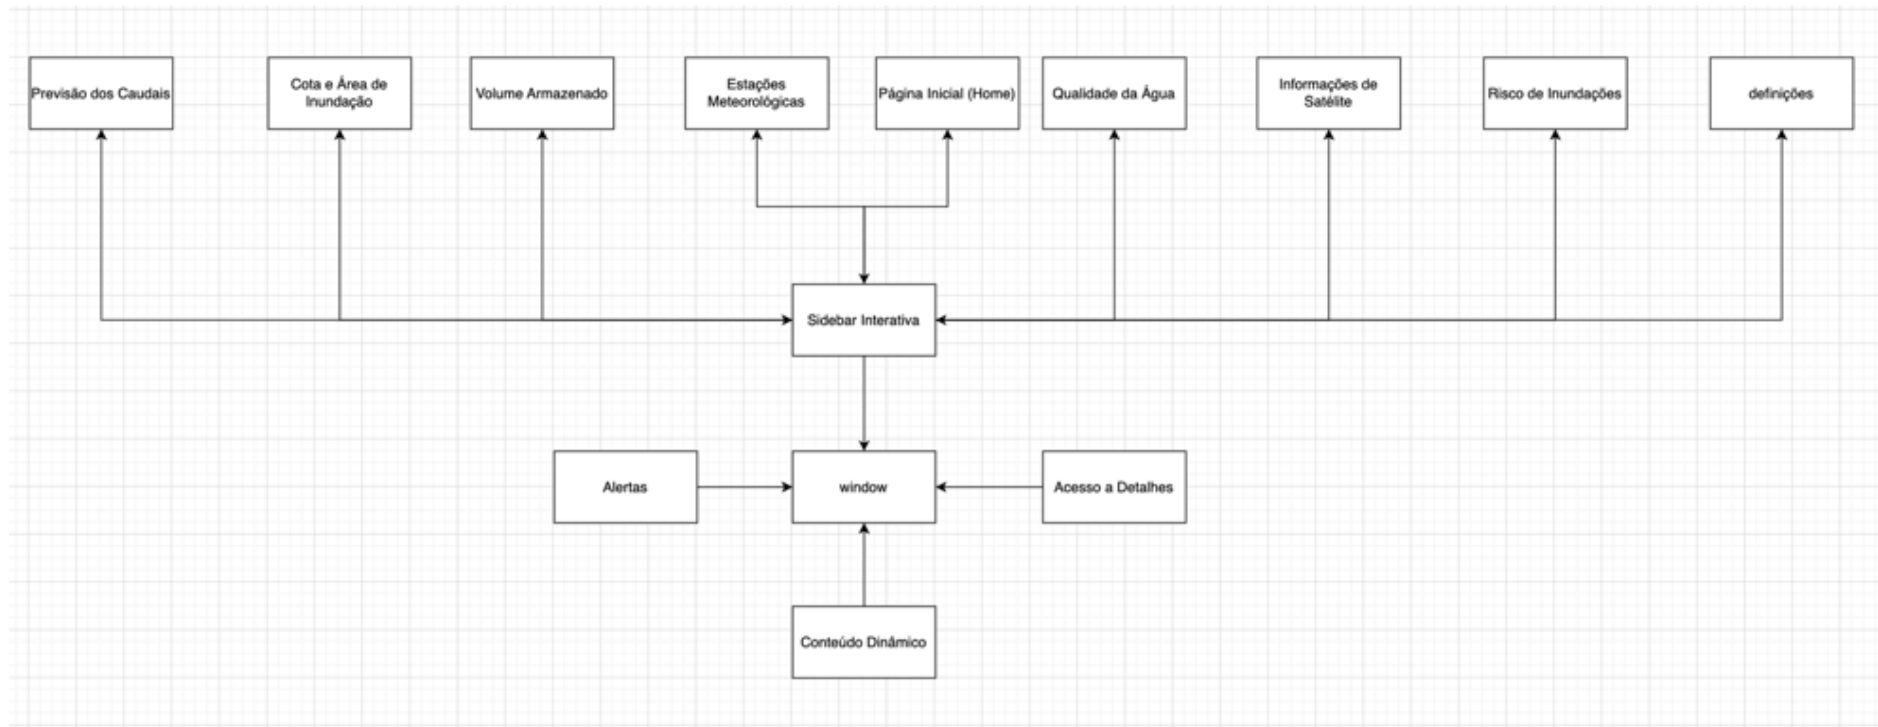 Previsão dos Caudais
Cota e Área de
Inundação
Volume Armazenado
Estações
Meteorológicas
Página Inicial (Home)
Qualidade da Água
Informações de
Satélite
Risco de Inundações
definições
Sidebar Interativa
Alertas
window
Acesso a Detalhes
Conteúdo Dinâmico